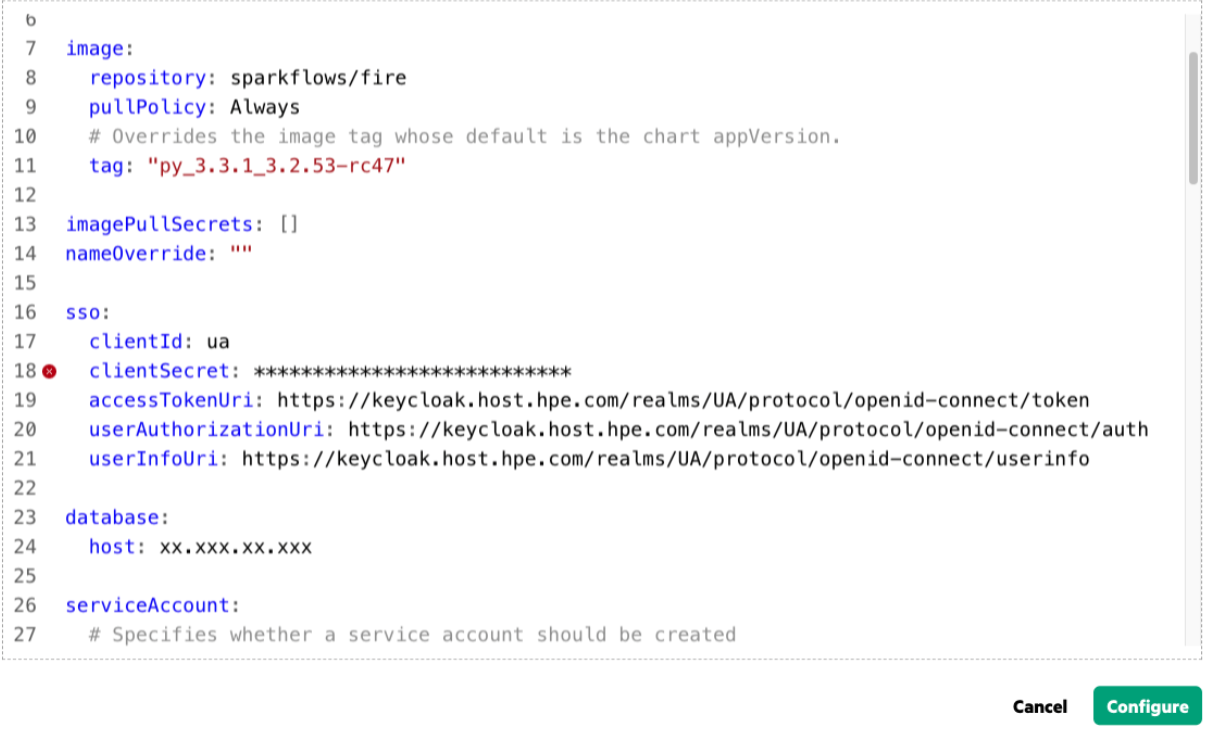 6
7 image:
8 repository: sparkflows/fire
9 pullPolicy: Always
10 # Overrides the image tag whose default is the chart appVersion.
11 tag: "py_3.3.1_3.2.53-rc47"
12
13 imagePullSecrets: []
14 nameOverride: ""
15
16 sso:
17 clientId: ua
18 clientSecret: ***************************
19 accessTokenUri: https://keycloak.host.hpe.com/realms/UA/protocol/openid-connect/token
20 userAuthorizationUri: https://keycloak.host.hpe.com/realms/UA/protocol/openid-connect/auth
21 userInfoUri: https://keycloak.host.hpe.com/realms/UA/protocol/openid-connect/userinfo
22
23 database:
24 host: xx.xxx.xx.xxx
25
26 serviceAccount:
27 # Specifies whether a service account should be created
Cancel Configure